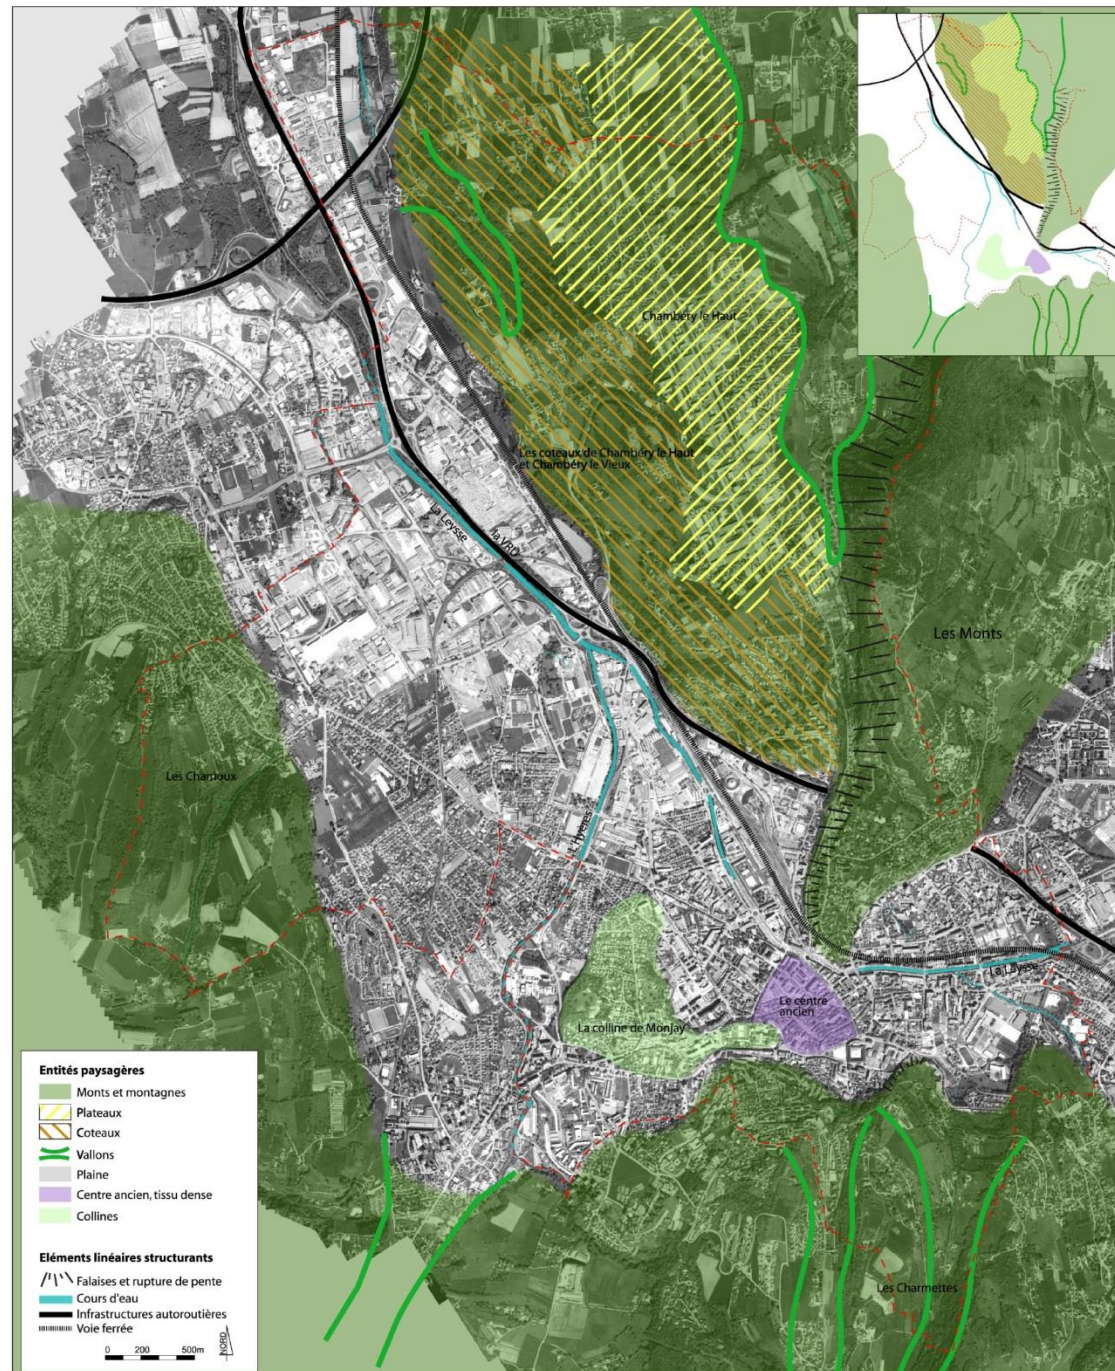 Chambéry le Haut
Les coteaux de Chambéry le Haut
et Chambéry le Vieux
La Leysse
la VRU
Les Monts
Les Chamoux
L'Hyères
La Leysse
Le centre
ancien
La colline de Monjay
Les Charmettes
Entités paysagères
Monts et montagnes
Plateaux
Coteaux
Vallons
Plaine
Centre ancien, tissu dense
Collines
Eléments linéaires structurants
Falaises et rupture de pente
Cours d'eau
Infrastructures autoroutières
Voie ferrée
0 200 500m
NORD